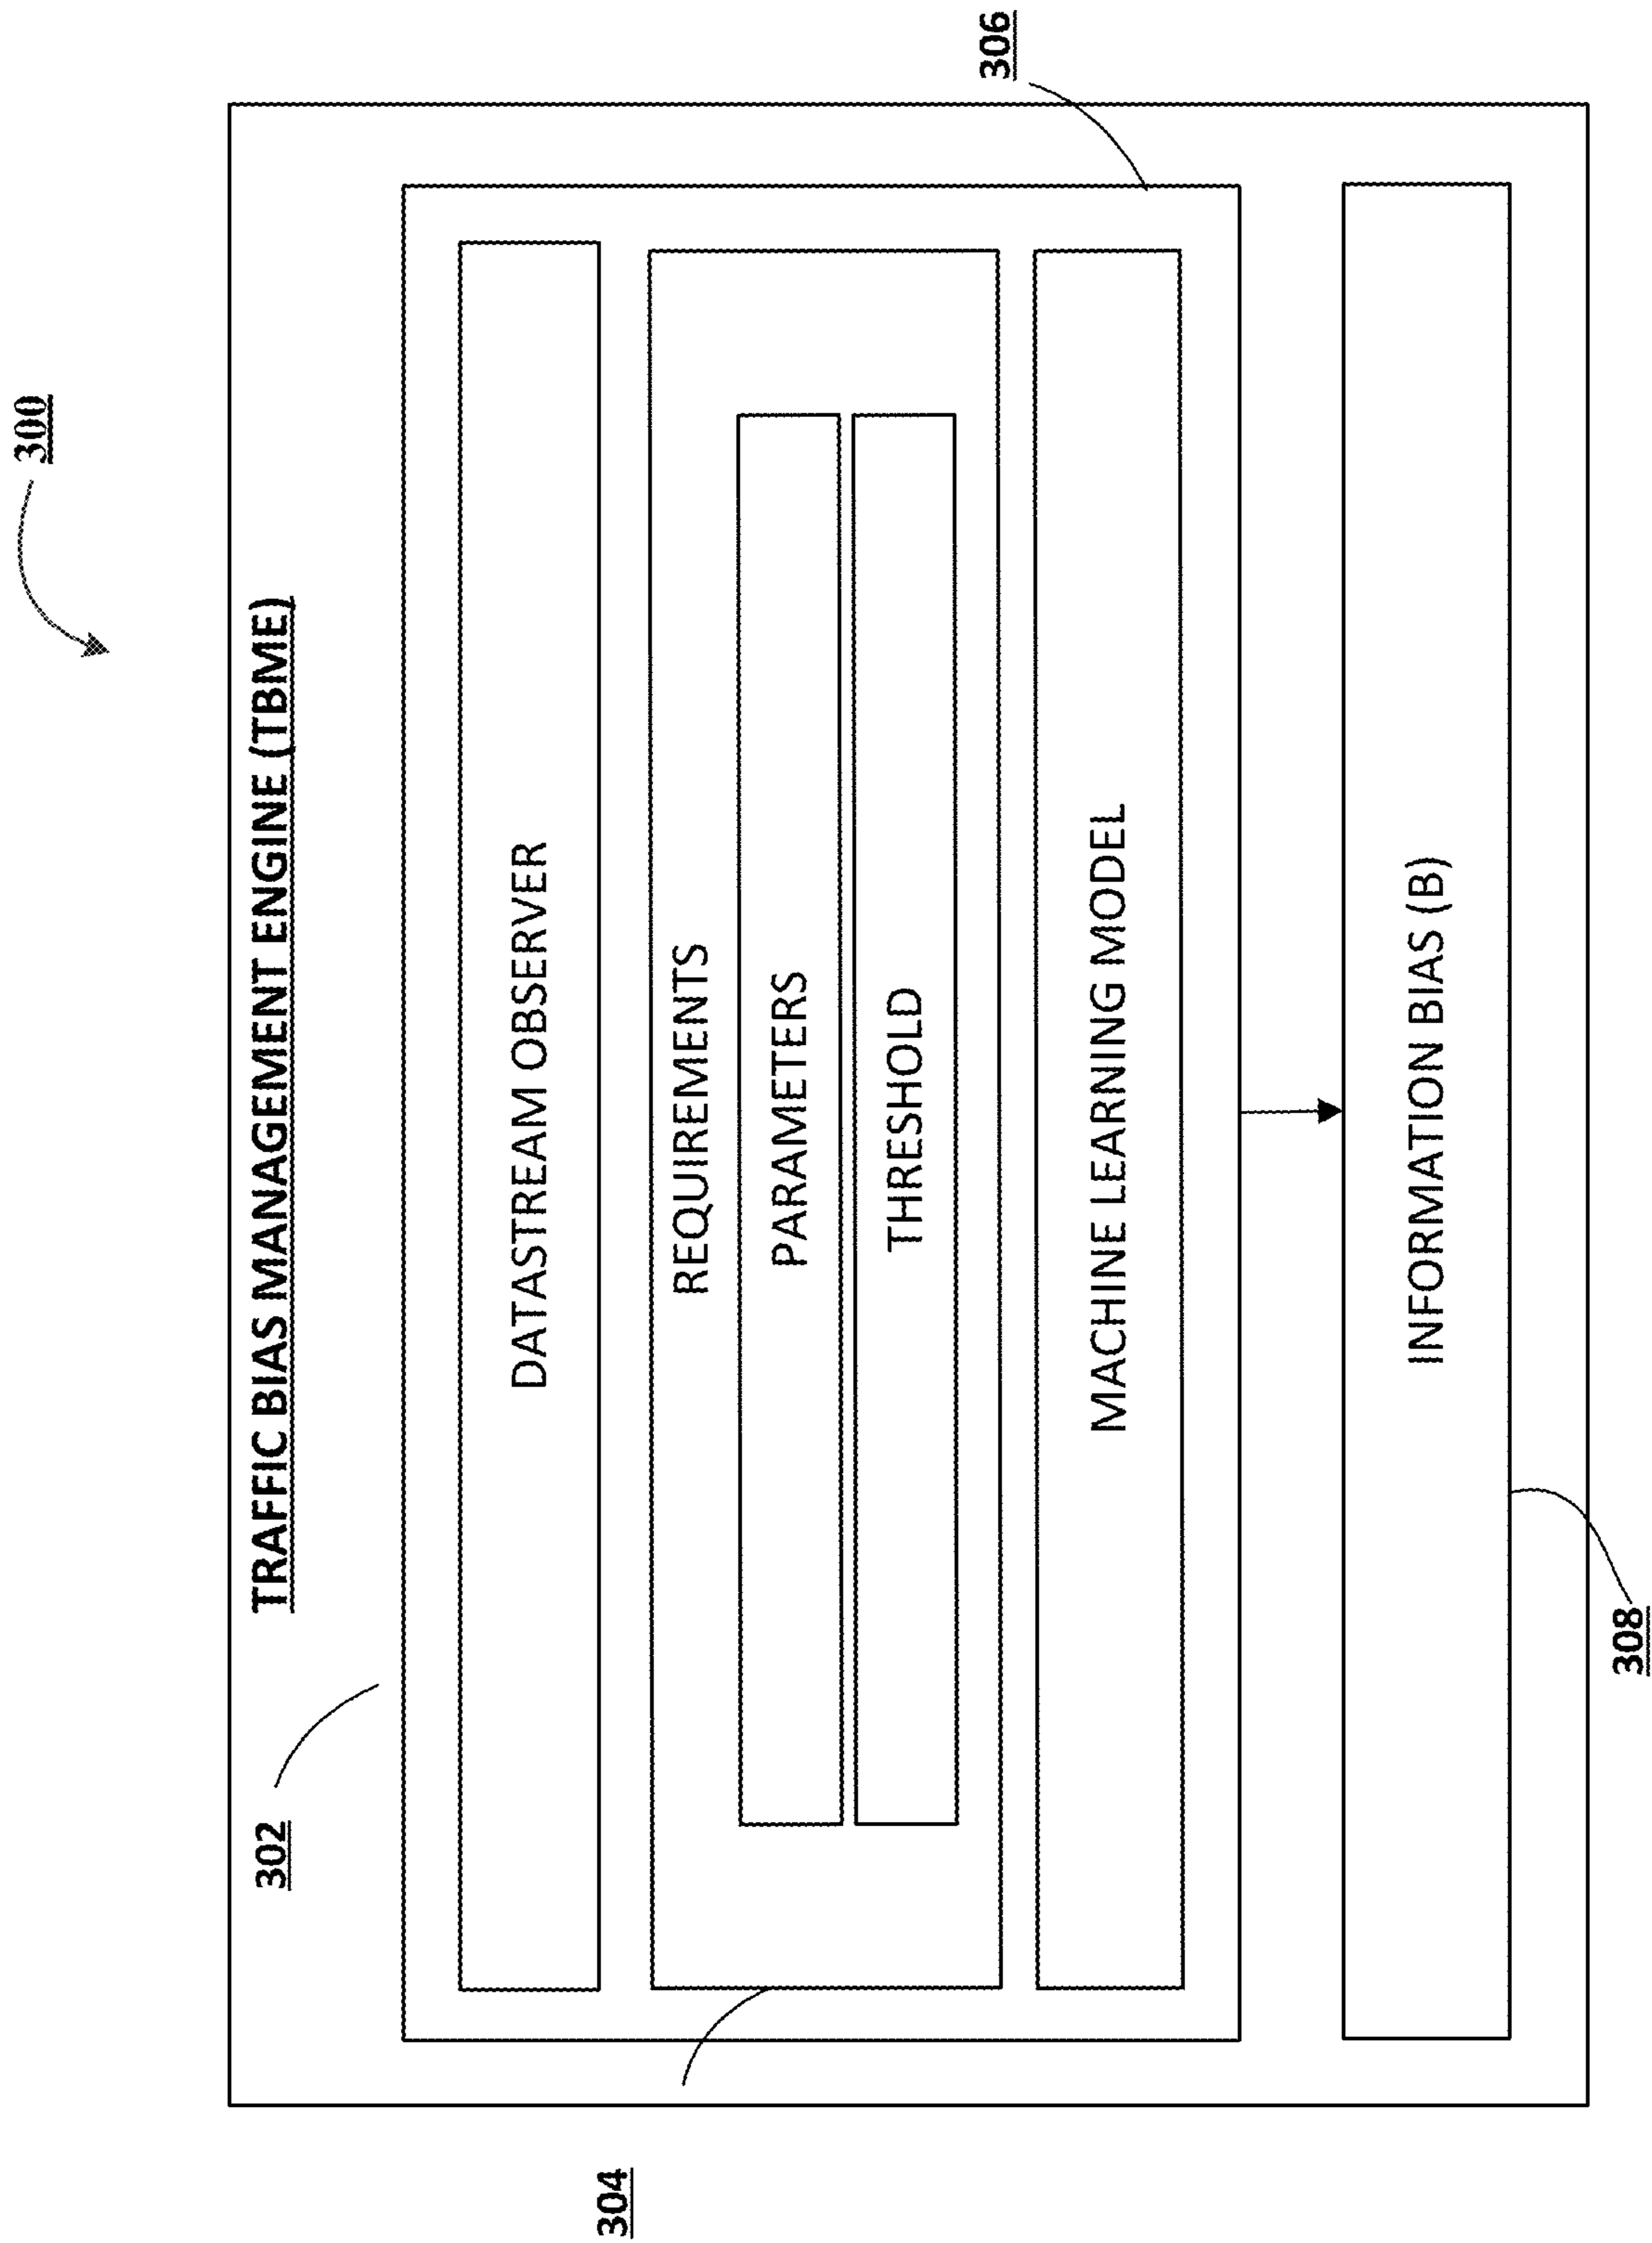 300
TRAFFIC BIAS MANAGEMENT ENGINE (TBME)
302
DATASTREAM OBSERVER
304
REQUIREMENTS
PARAMETERS
THRESHOLD
MACHINE LEARNING MODEL
306
INFORMATION BIAS (B)
308